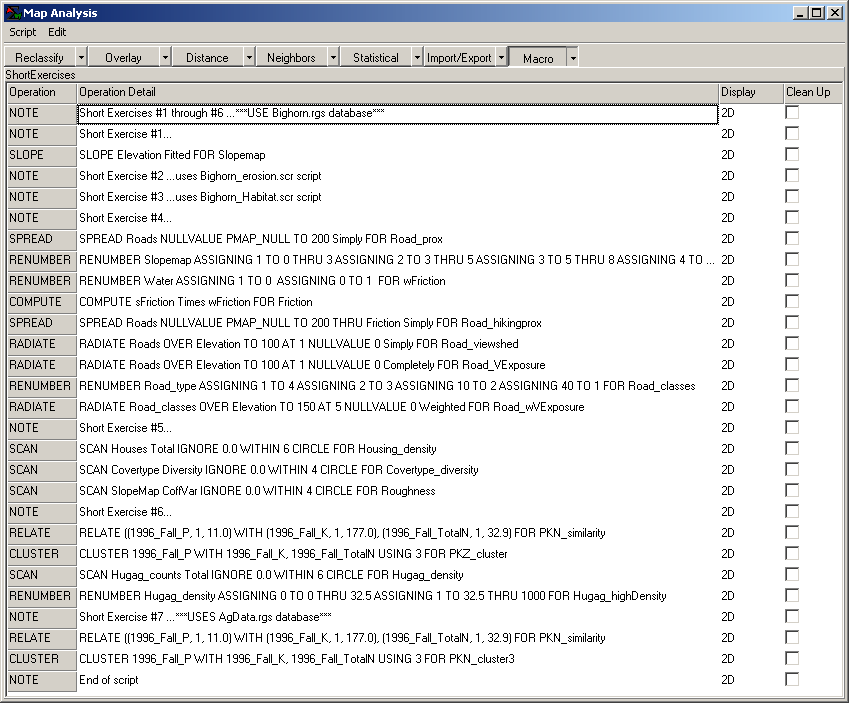 Map Analysis
Script Edit
Reclassify Overlay Distance Neighbors Statistical Import/Export Macro
ShortExercises
Operation Operation Detail Display Clean Up
NOTE Short Exercises #1 through #6 ...***USE Bighorn.rgs database*** 2D
NOTE Short Exercise #1... 2D
SLOPE SLOPE Elevation Fitted FOR Slopemap 2D
NOTE Short Exercise #2 ...uses Bighorn_erosion.scr script 2D
NOTE Short Exercise #3 ...uses Bighorn_Habitat.scr script 2D
NOTE Short Exercise #4... 2D
SPREAD SPREAD Roads NULLVALUE PMAP_NULL TO 200 Simply FOR Road_prox 2D
RENUMBER RENUMBER Slopemap ASSIGNING 1 TO 0 THRU 3 ASSIGNING 2 TO 3 THRU 5 ASSIGNING 3 TO 5 THRU 8 ASSIGNING 4 TO ... 2D
RENUMBER RENUMBER Water ASSIGNING 1 TO 0 ASSIGNING 0 TO 1 FOR wFriction 2D
COMPUTE COMPUTE sFriction Times wFriction FOR Friction 2D
SPREAD SPREAD Roads NULLVALUE PMAP_NULL TO 200 THRU Friction Simply FOR Road_hikingprox 2D
RADIATE RADIATE Roads OVER Elevation TO 100 AT 1 NULLVALUE 0 Simply FOR Road_viewshed 2D
RADIATE RADIATE Roads OVER Elevation TO 100 AT 1 NULLVALUE 0 Completely FOR Road_VExposure 2D
RENUMBER RENUMBER Road_type ASSIGNING 1 TO 4 ASSIGNING 2 TO 3 ASSIGNING 10 TO 2 ASSIGNING 40 TO 1 FOR Road_classes 2D
RADIATE RADIATE Road_classes OVER Elevation TO 150 AT 5 NULLVALUE 0 Weighted FOR Road_wVExposure 2D
NOTE Short Exercise #5... 2D
SCAN SCAN Houses Total IGNORE 0.0 WITHIN 6 CIRCLE FOR Housing_density 2D
SCAN SCAN Covertype Diversity IGNORE 0.0 WITHIN 4 CIRCLE FOR Covertype_diversity 2D
SCAN SCAN SlopeMap CoffVar IGNORE 0.0 WITHIN 4 CIRCLE FOR Roughness 2D
NOTE Short Exercise #6... 2D
RELATE RELATE ((1996_Fall_P, 1, 11.0) WITH (1996_Fall_K, 1, 177.0), (1996_Fall_TotalN, 1, 32.9) FOR PKN_similarity 2D
CLUSTER CLUSTER 1996_Fall_P WITH 1996_Fall_K, 1996_Fall_TotalN USING 3 FOR PKZ_cluster 2D
SCAN SCAN Hugag_counts Total IGNORE 0.0 WITHIN 6 CIRCLE FOR Hugag_density 2D
RENUMBER RENUMBER Hugag_density ASSIGNING 0 TO 0 THRU 32.5 ASSIGNING 1 TO 32.5 THRU 1000 FOR Hugag_highDensity 2D
NOTE Short Exercise #7 ...***USES AgData.rgs database*** 2D
RELATE RELATE ((1996_Fall_P, 1, 11.0) WITH (1996_Fall_K, 1, 177.0), (1996_Fall_TotalN, 1, 32.9) FOR PKN_similarity 2D
CLUSTER CLUSTER 1996_Fall_P WITH 1996_Fall_K, 1996_Fall_TotalN USING 3 FOR PKN_cluster3 2D
NOTE End of script 2D